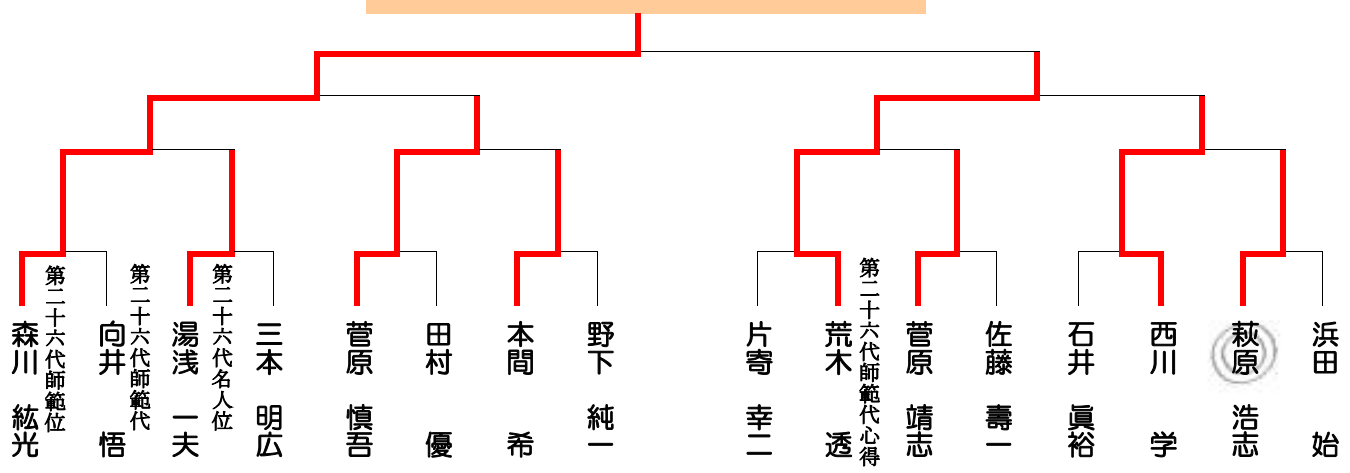 森川 紘光
第二十六代師範位
向井 悟
第二十六代師範代
湯浅 一夫
第二十六代名人位
三本 明広
菅原 慎吾
田村 優
本間 希
野下 純一
片寄 幸二
荒木 透
第二十六代師範代心得
菅原 靖志
佐藤 壽一
石井 眞裕
西川 学
萩原 浩志
浜田 始